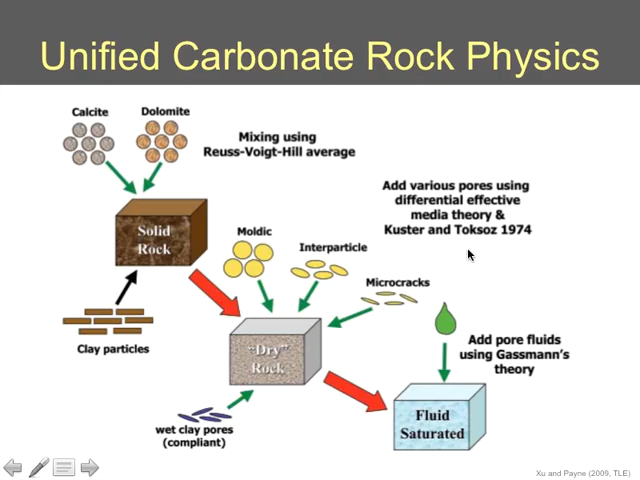 Unified Carbonate Rock Physics
Calcite
Dolomite
Mixing using
Reuss-Voigt-Hill average
Add various pores using
differential effective
media theory &
Kuster and Toksoz 1974
Solid
Rock
Moldic
Interparticle
Microcracks
Clay particles
"Dry"
Rock
Add pore fluids
using Gassmann's
theory
wet clay pores
(compliant)
Fluid
Saturated
Xu and Payne (2009, TLE)